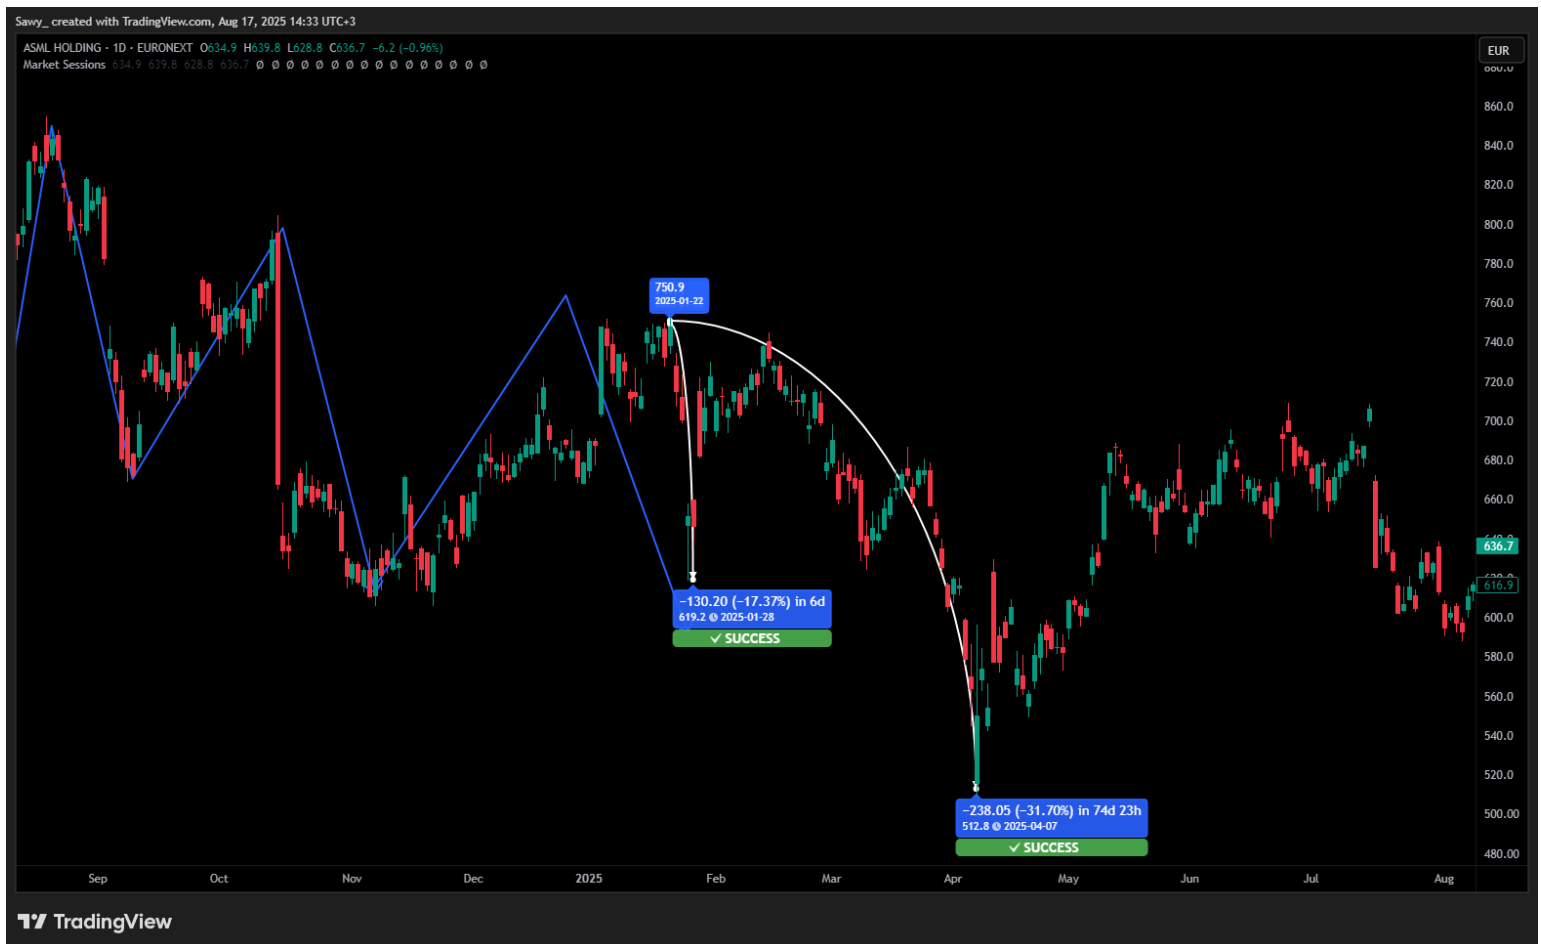 Sawy_ created with TradingView.com, Aug 17, 2025 14:33 UTC+3
ASML HOLDING · 1D · EURONEXT O634.9 H639.8 L628.8 C636.7 −6.2 (−0.96%)
EUR
Market Sessions 634.9 639.8 628.8 636.7 Ø Ø Ø Ø Ø Ø Ø Ø Ø Ø Ø Ø Ø Ø Ø Ø
880.0
860.0
840.0
820.0
800.0
780.0
760.0
740.0
720.0
700.0
680.0
660.0
640.0
636.7
620.0
616.9
600.0
580.0
560.0
540.0
520.0
500.00
480.00
750.9
2025-01-22
−130.20 (−17.37%) in 6d
619.2 @ 2025-01-28
✓ SUCCESS
−238.05 (−31.70%) in 74d 23h
512.8 @ 2025-04-07
✓ SUCCESS
Sep Oct Nov Dec 2025 Feb Mar Apr May Jun Jul Aug
TradingView